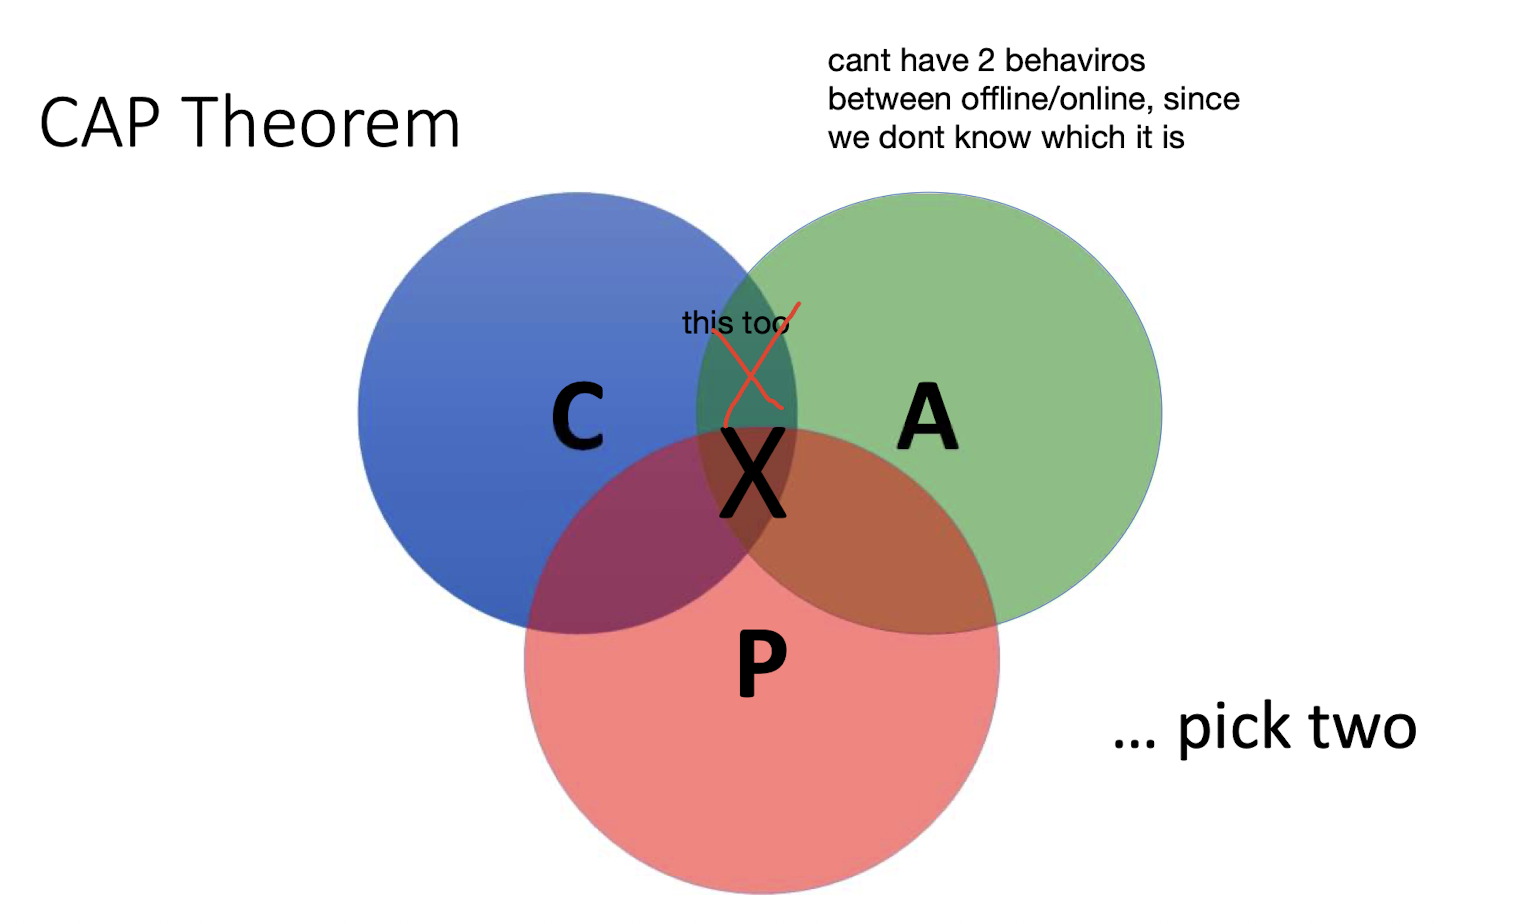 CAP Theorem
cant have 2 behaviros
between offline/online, since
we dont know which it is
this too
C
A
X
P
... pick two